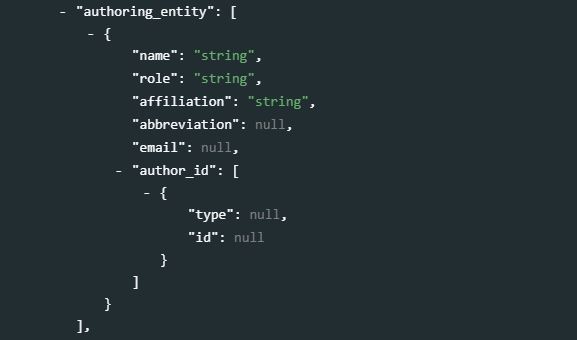 - "authoring_entity": [
- {
"name": "string",
"role": "string",
"affiliation": "string",
"abbreviation": null,
"email": null,
- "author_id": [
- {
"type": null,
"id": null
}
]
}
],